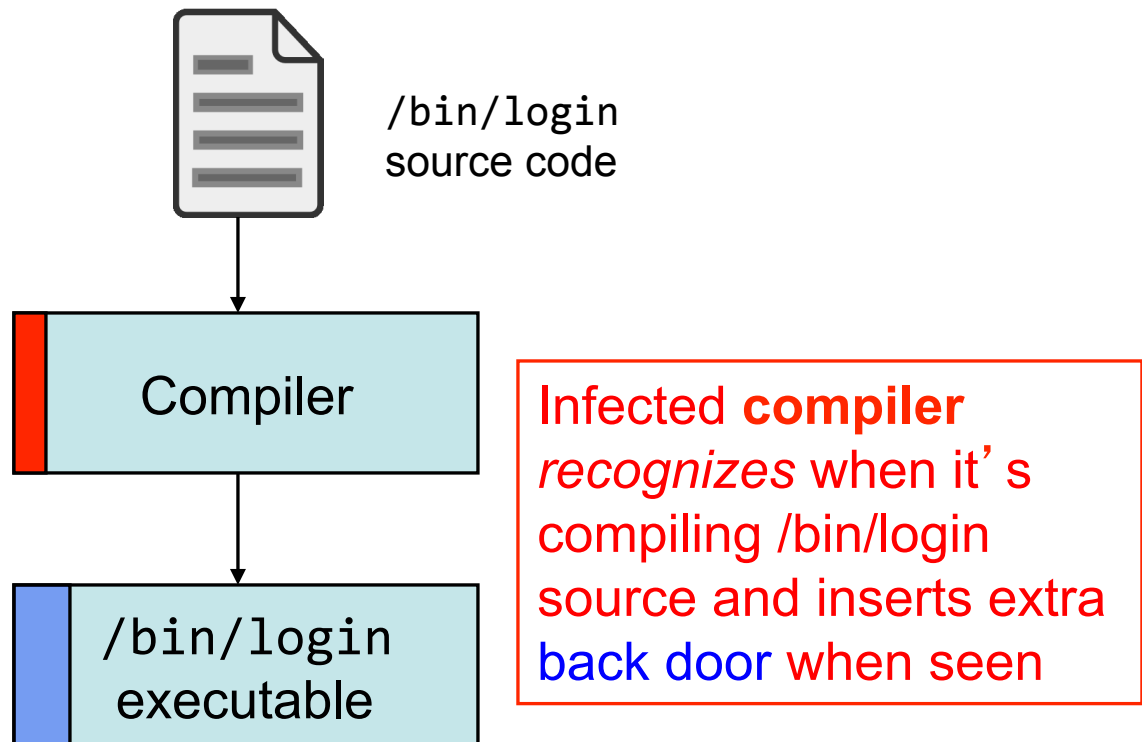 /bin/login
source code
Compiler
Infected compiler
recognizes when it’ s
compiling /bin/login
source and inserts extra
back door when seen
/bin/login
executable